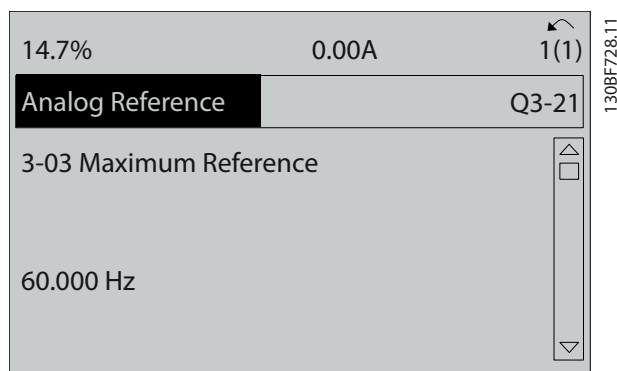 14.7% 0.00A 1(1)
Analog Reference Q3-21
3-03 Maximum Reference
60.000 Hz
130BF728.11